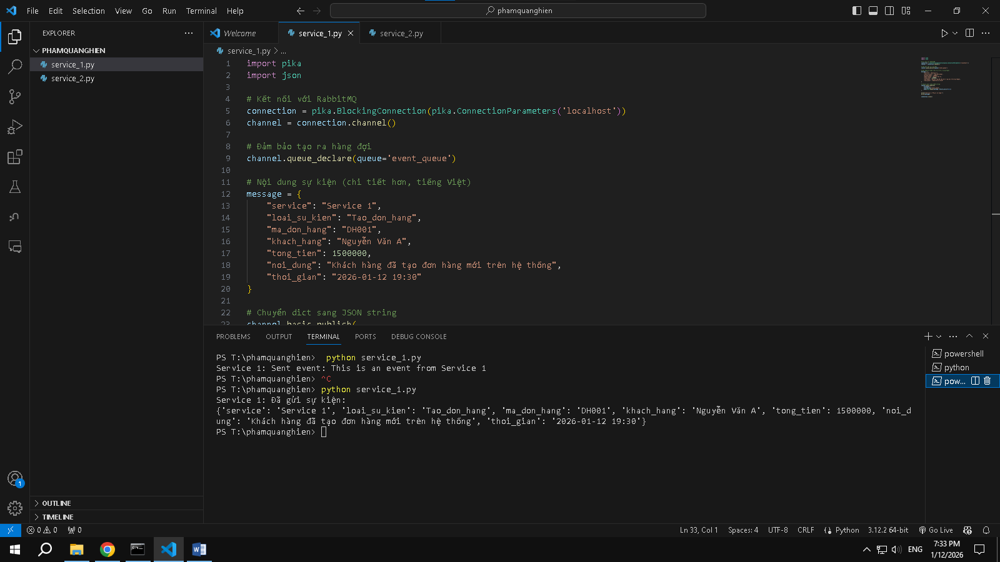 File Edit Selection View Go Run Terminal Help
phamquanghien
EXPLORER
PHAMQUANGHIEN
service_1.py
service_2.py
OUTLINE
TIMELINE
Welcome
service_1.py
service_2.py
service_1.py > ...
1 import pika
2 import json
3
4 # Kết nối với RabbitMQ
5 connection = pika.BlockingConnection(pika.ConnectionParameters('localhost'))
6 channel = connection.channel()
7
8 # Đảm bảo tạo ra hàng đợi
9 channel.queue_declare(queue='event_queue')
10
11 # Nội dung sự kiện (chi tiết hơn, tiếng Việt)
12 message = {
13 "service": "Service 1",
14 "loai_su_kien": "Tao_don_hang",
15 "ma_don_hang": "DH001",
16 "khach_hang": "Nguyễn Văn A",
17 "tong_tien": 1500000,
18 "noi_dung": "Khách hàng đã tạo đơn hàng mới trên hệ thống",
19 "thoi_gian": "2026-01-12 19:30"
20 }
21
22 # Chuyển dict sang JSON string
23 channel.basic_publish(
PROBLEMS OUTPUT TERMINAL PORTS DEBUG CONSOLE
PS T:\phamquanghien> python service_1.py
Service 1: Sent event: This is an event from Service 1
PS T:\phamquanghien> ^C
PS T:\phamquanghien> python service_1.py
Service 1: Đã gửi sự kiện:
{'service': 'Service 1', 'loai_su_kien': 'Tao_don_hang', 'ma_don_hang': 'DH001', 'khach_hang': 'Nguyễn Văn A', 'tong_tien': 1500000, 'noi_d
ung': 'Khách hàng đã tạo đơn hàng mới trên hệ thống', 'thoi_gian': '2026-01-12 19:30'}
PS T:\phamquanghien>
powershell
python
pow...
1
0 0 0
Ln 33, Col 1 Spaces: 4 UTF-8 CRLF Python 3.12.2 64-bit Go Live
ENG
7:33 PM
1/12/2026